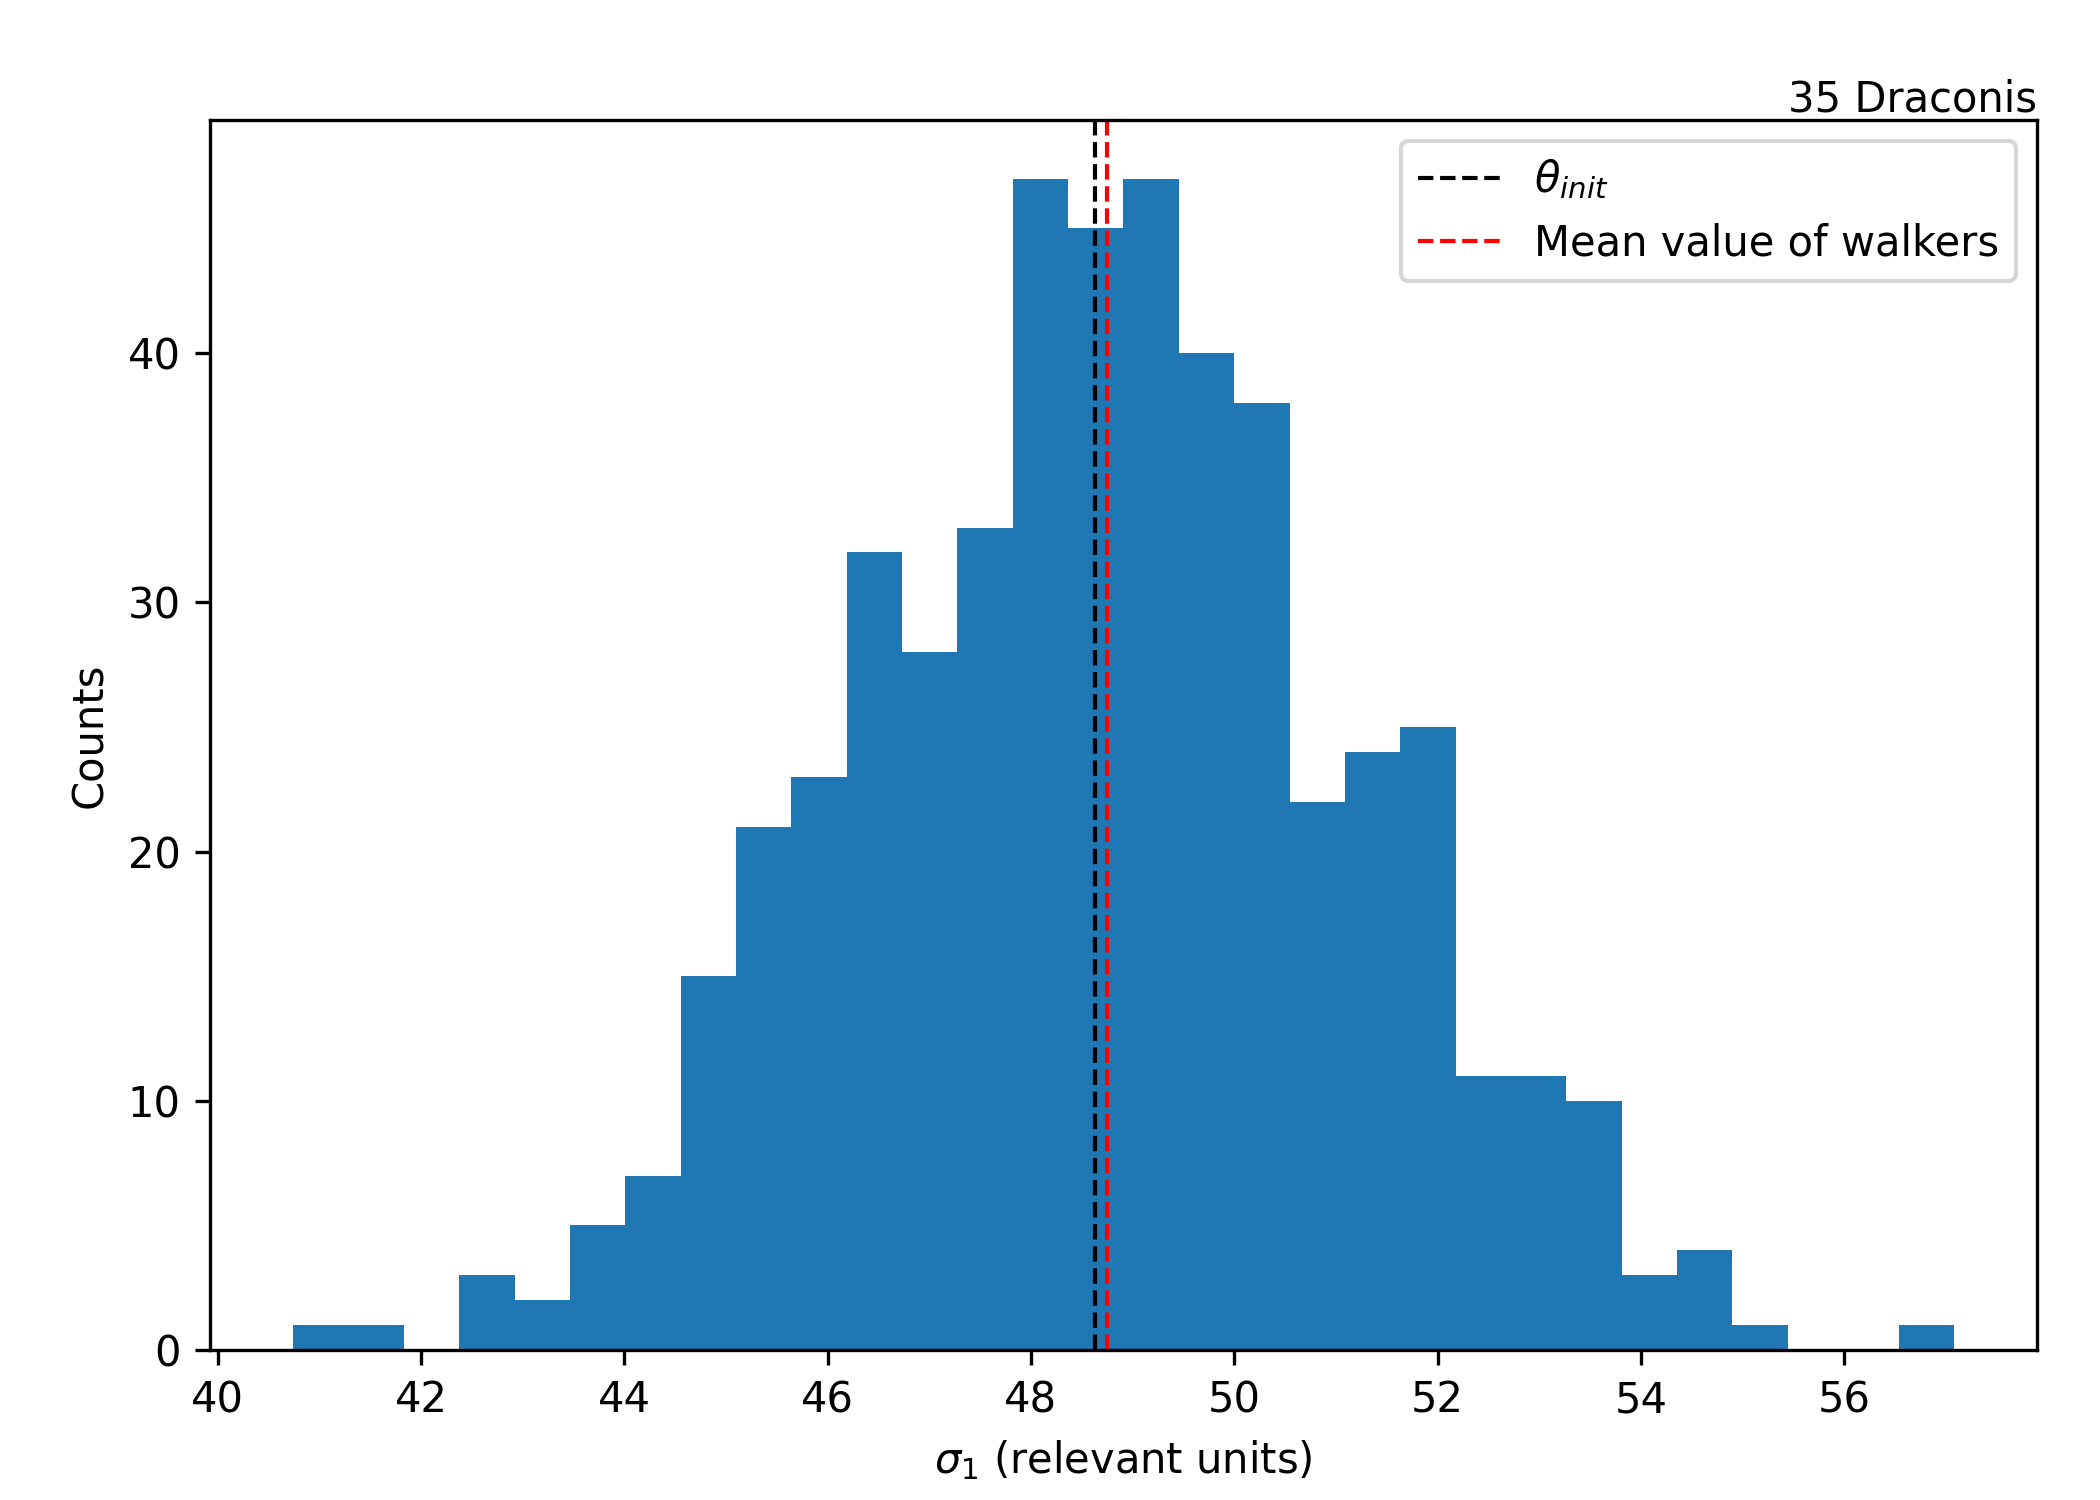 35 Draconis
θinit
Mean value of walkers
40
30
20
10
0
Counts
40 42 44 46 48 50 52 54 56
σ1 (relevant units)